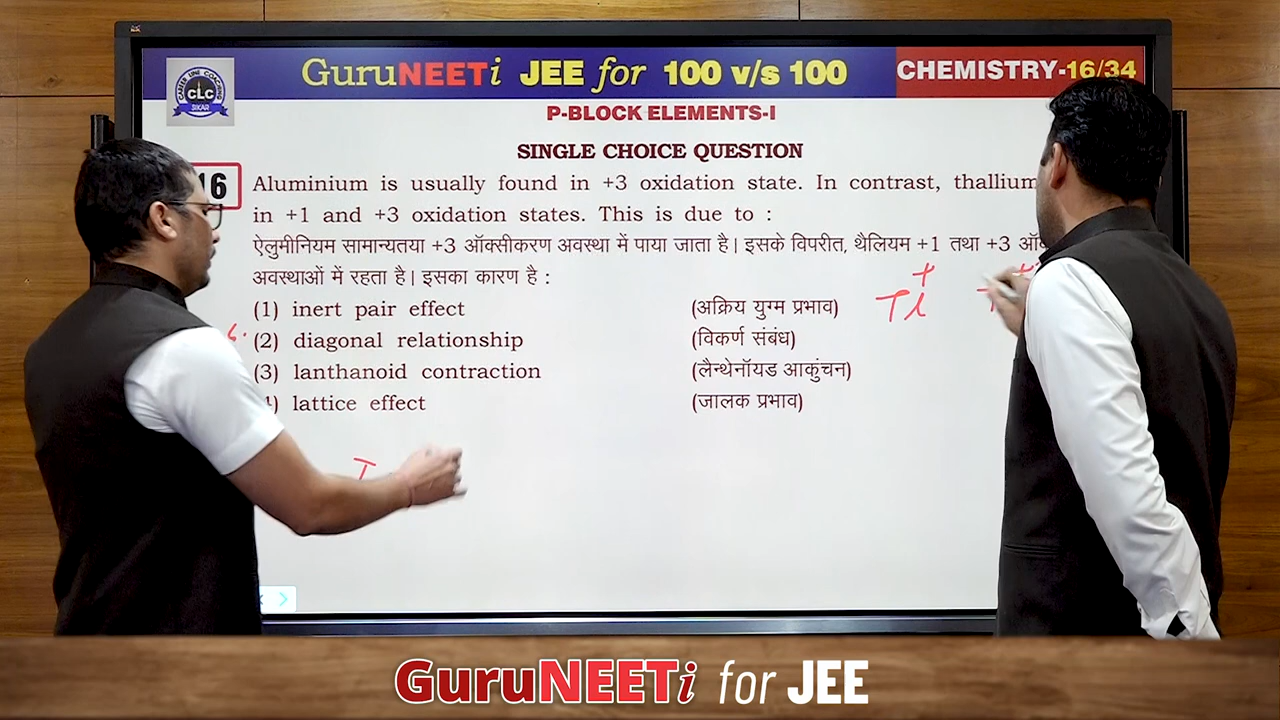 GuruNEETi JEE for 100 v/s 100
CHEMISTRY-16/34
CLC
SIKAR
P-BLOCK ELEMENTS-I
SINGLE CHOICE QUESTION
16
Aluminium is usually found in +3 oxidation state. In contrast, thallium
in +1 and +3 oxidation states. This is due to :
ऐलुमीनियम सामान्यतया +3 ऑक्सीकरण अवस्था में पाया जाता है। इसके विपरीत, थैलियम +1 तथा +3
अवस्थाओं में रहता है। इसका कारण है :
Tl+
(1) inert pair effect (अक्रिय युग्म प्रभाव)
(2) diagonal relationship (विकर्ण संबंध)
(3) lanthanoid contraction (लैन्थेनॉयड आकुंचन)
lattice effect (जालक प्रभाव)
GuruNEETi for JEE